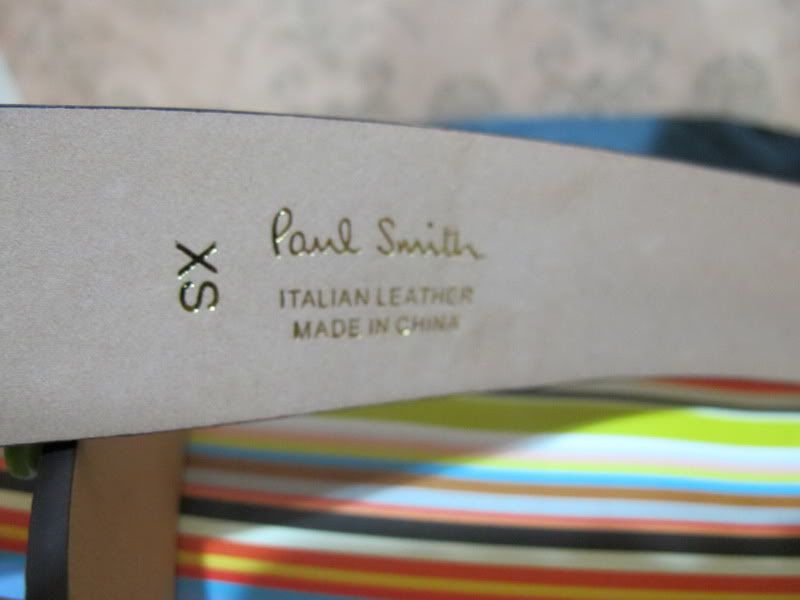 XS
Paul Smith
ITALIAN LEATHER
MADE IN CHINA